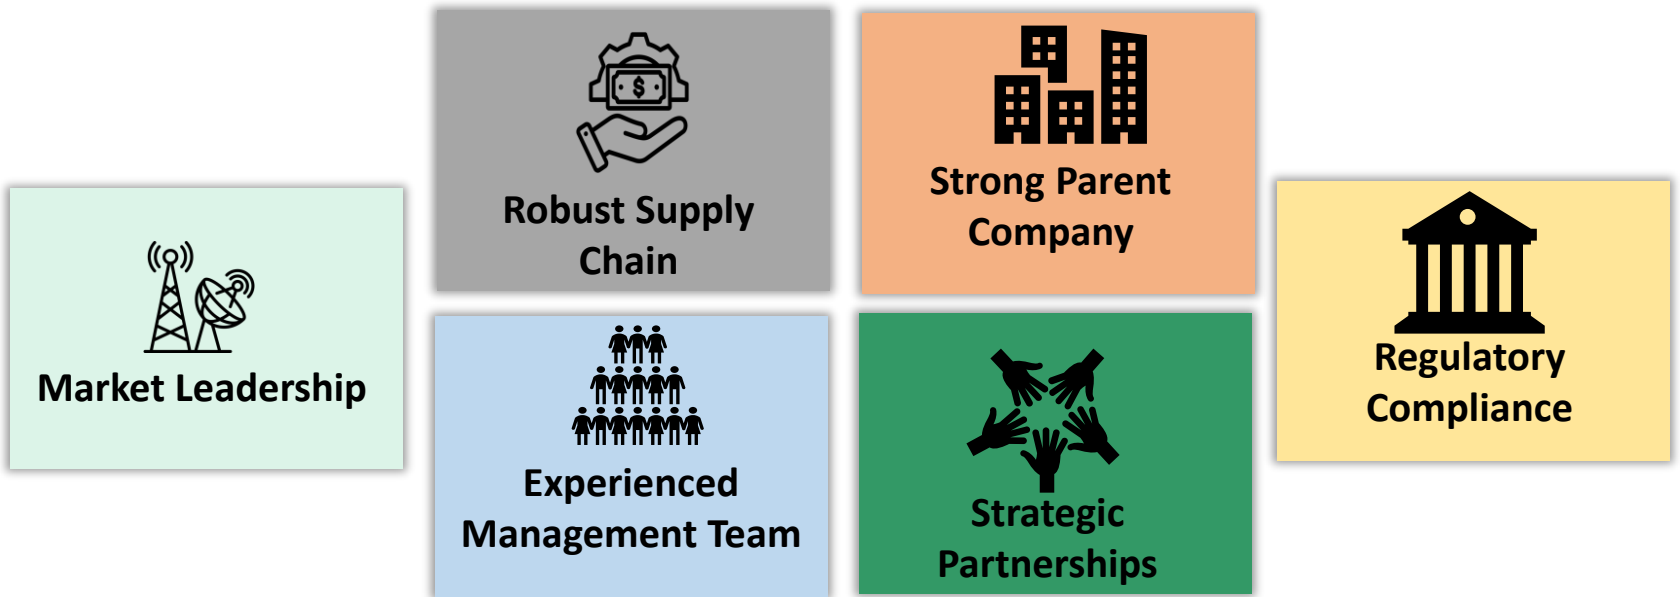 Market Leadership
Robust Supply
Chain
Experienced
Management Team
$
Strong Parent
Company
Strategic
Partnerships
Regulatory
Compliance